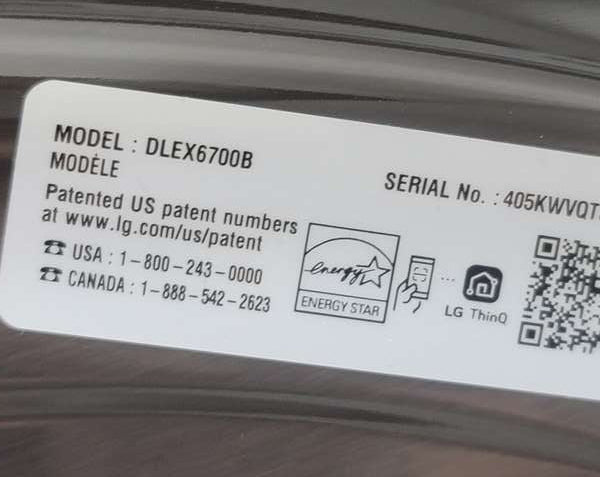 MODEL : DLEX6700B
MODÈLE
SERIAL No. : 405KWVQT
Patented US patent numbers
at www.lg.com/us/patent
USA : 1-800-243-0000
CANADA : 1-888-542-2623
energy
ENERGY STAR
LG ThinQ